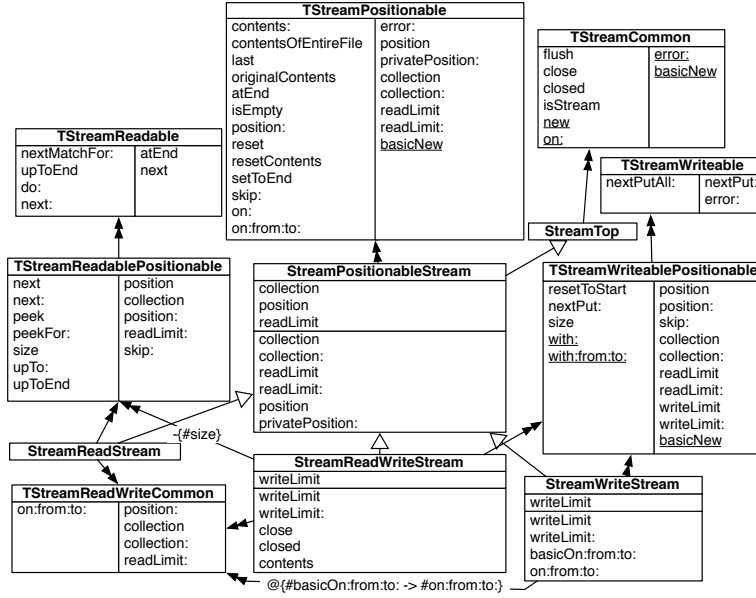 TStreamPositionable
contents:
contentsOfEntireFile
last
originalContents
atEnd
isEmpty
position:
reset
resetContents
setToEnd
skip:
on:
on:from:to:
error:
position
privatePosition:
collection
collection:
readLimit
readLimit:
basicNew
TStreamCommon
flush
close
closed
isStream
new
on:
error:
basicNew
TStreamReadable
nextMatchFor:
upToEnd
do:
next:
atEnd
next
TStreamWriteable
nextPutAll:
nextPut:
error:
StreamTop
TStreamReadablePositionable
next
next:
peek
peekFor:
size
upTo:
upToEnd
position
collection
position:
readLimit:
skip:
StreamPositionableStream
collection
position
readLimit
collection
collection:
readLimit
readLimit:
position
privatePosition:
TStreamWriteablePositionable
resetToStart
nextPut:
size
with:
with:from:to:
position
position:
skip:
collection
collection:
readLimit
readLimit:
writeLimit
writeLimit:
basicNew
-{#size}
StreamReadStream
TStreamReadWriteCommon
on:from:to:
position:
collection
collection:
readLimit:
StreamReadWriteStream
writeLimit
writeLimit
writeLimit:
close
closed
contents
StreamWriteStream
writeLimit
writeLimit
writeLimit:
basicOn:from:to:
on:from:to:
@{#basicOn:from:to: -> #on:from:to:}